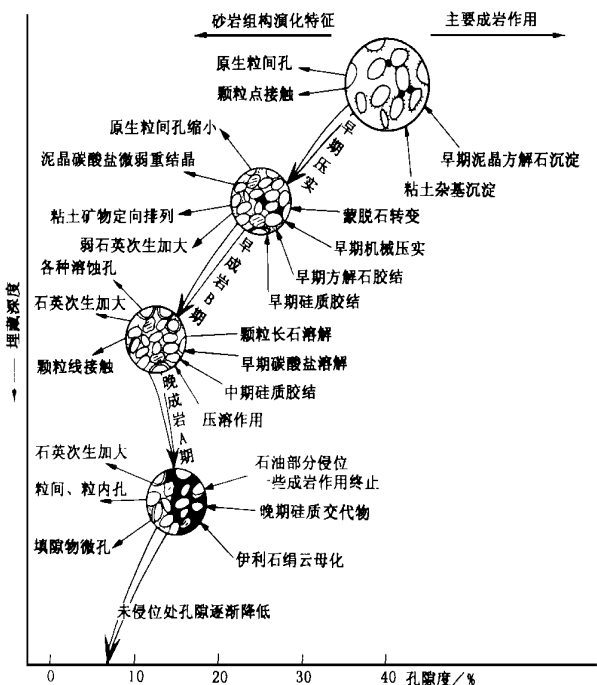 砂岩组构演化特征
主要成岩作用
原生粒间孔
颗粒点接触
早期泥晶方解石沉淀
粘土杂基沉淀
早期压实
原生粒间孔缩小
泥晶碳酸盐微弱重结晶
粘土矿物定向排列
弱石英次生加大
蒙脱石转变
早期机械压实
早期方解石胶结
早期硅质胶结
早成岩B期
各种溶蚀孔
石英次生加大
颗粒线接触
颗粒长石溶解
早期碳酸盐溶解
中期硅质胶结
压溶作用
晚成岩A期
石英次生加大
粒间、粒内孔
填隙物微孔
石油部分侵位
一些成岩作用终止
晚期硅质交代物
伊利石绢云母化
未侵位处孔隙逐渐降低
埋藏深度
0 10 20 30 40 孔隙度/%